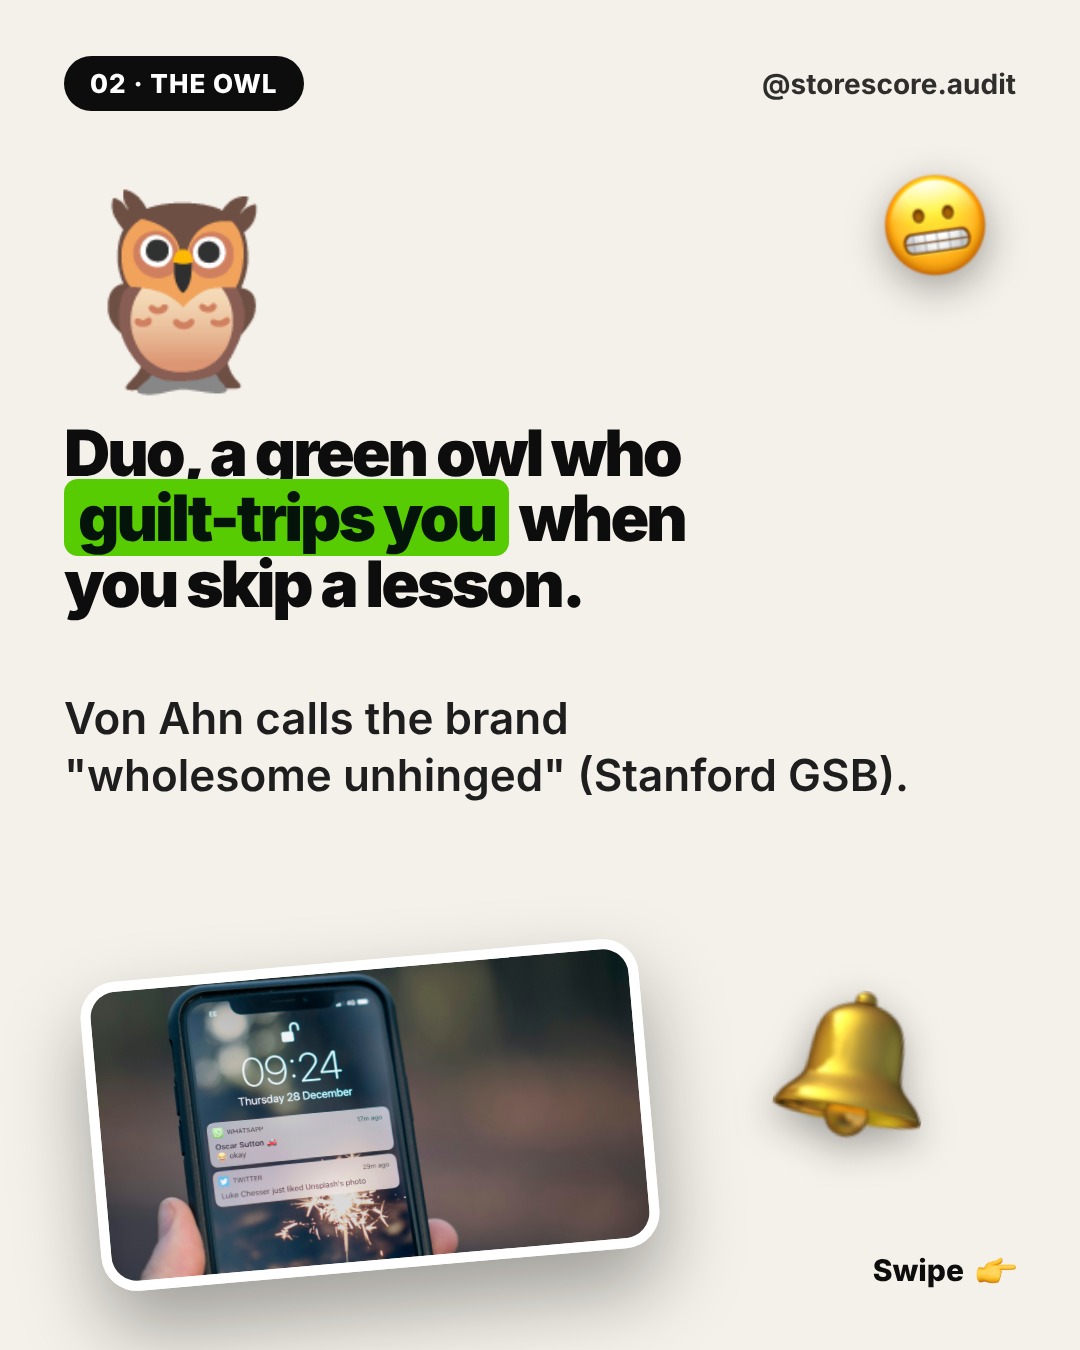 02 · THE OWL
@storescore.audit
Duo, a green owl who
guilt-trips you when
you skip a lesson.
Von Ahn calls the brand
"wholesome unhinged" (Stanford GSB).
EE
4G
09:24
Thursday 28 December
WHATSAPP
17m ago
Oscar Sutton
okay
TWITTER
29m ago
Luke Chesser just liked Unsplash's photo
Swipe 👉